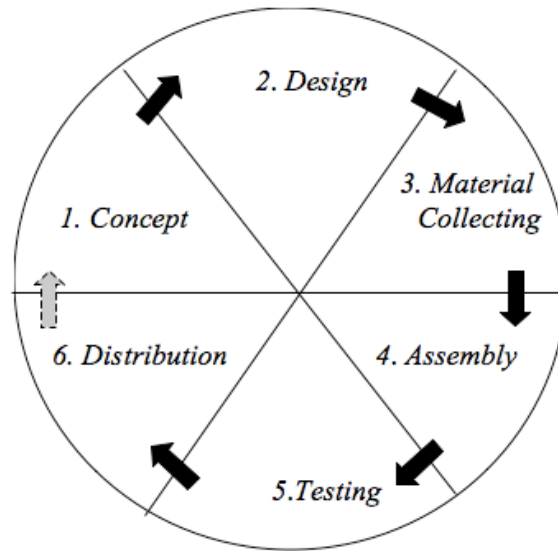 2. Design
3. Material
Collecting
1. Concept
6. Distribution
4. Assembly
5.Testing